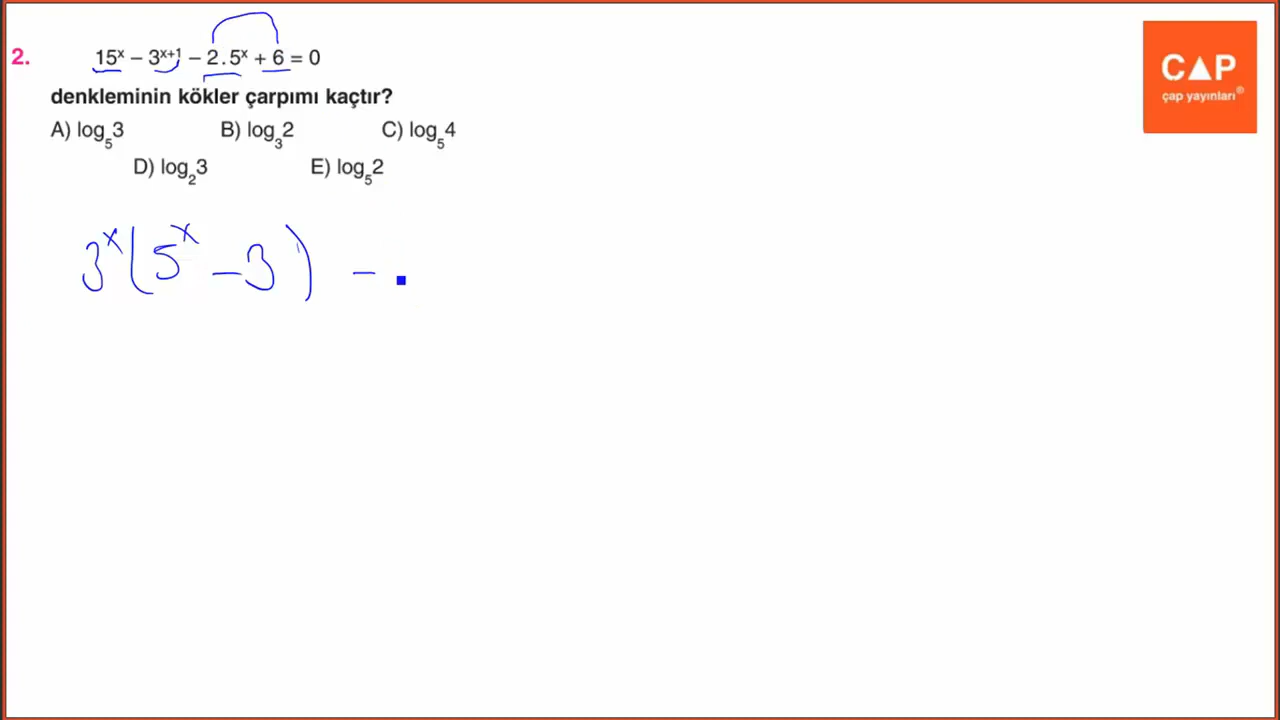 2. 15ˣ – 3ˣ⁺¹ – 2.5ˣ + 6 = 0
denkleminin kökler çarpımı kaçtır?
A) log₅3 B) log₃2 C) log₅4
D) log₂3 E) log₅2
3ˣ(5ˣ – 3) –
ÇAP
çap yayınları®